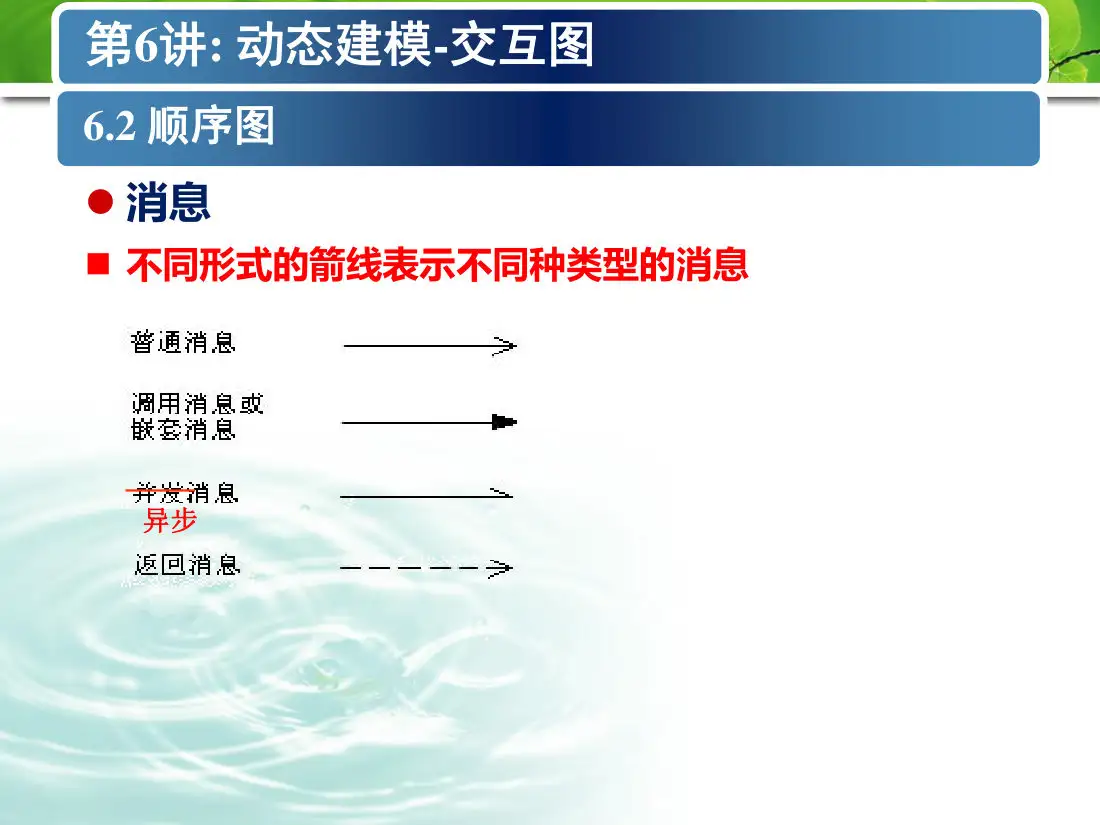 第6讲: 动态建模-交互图
6.2 顺序图
消息
不同形式的箭线表示不同种类型的消息
普通消息
调用消息或
嵌套消息
并发消息
异步
返回消息